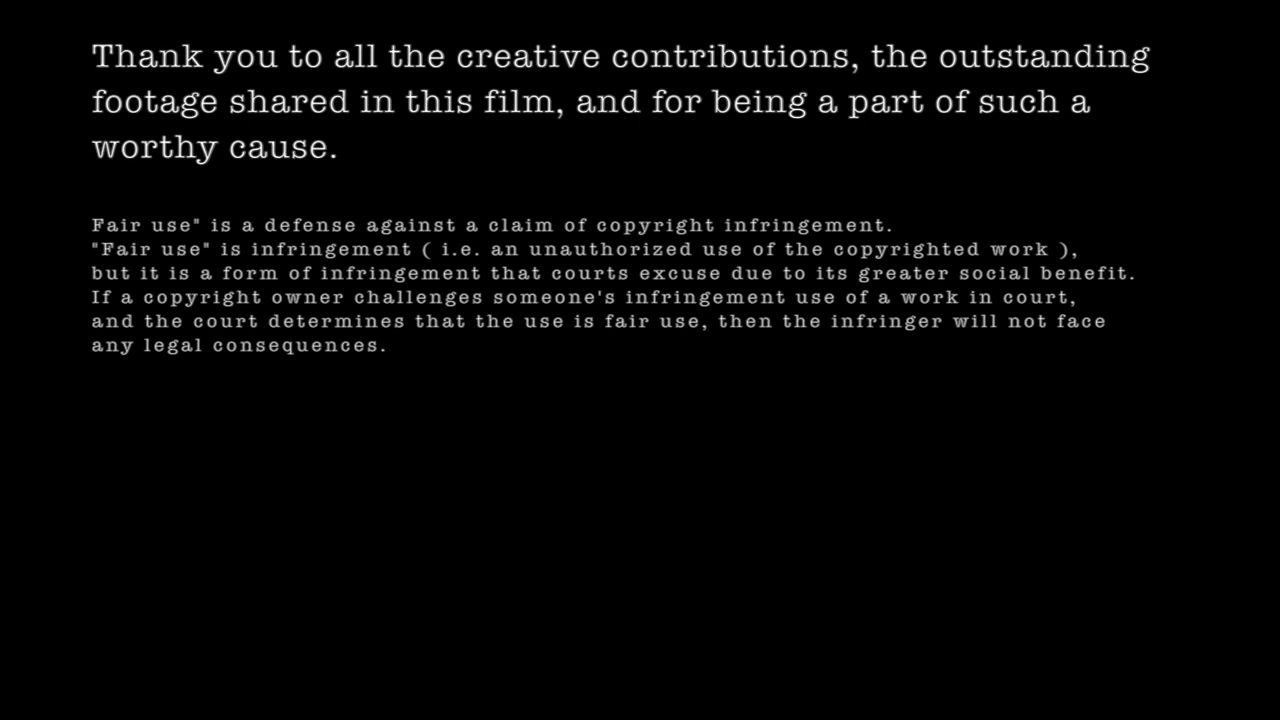 Thank you to all the creative contributions, the outstanding
footage shared in this film, and for being a part of such a
worthy cause.
Fair use" is a defense against a claim of copyright infringement.
"Fair use" is infringement ( i.e. an unauthorized use of the copyrighted work ),
but it is a form of infringement that courts excuse due to its greater social benefit.
If a copyright owner challenges someone's infringement use of a work in court,
and the court determines that the use is fair use, then the infringer will not face
any legal consequences.